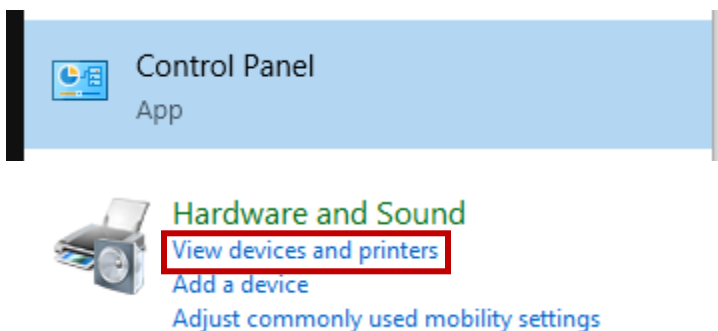 Control Panel
App
Hardware and Sound
View devices and printers
Add a device
Adjust commonly used mobility settings